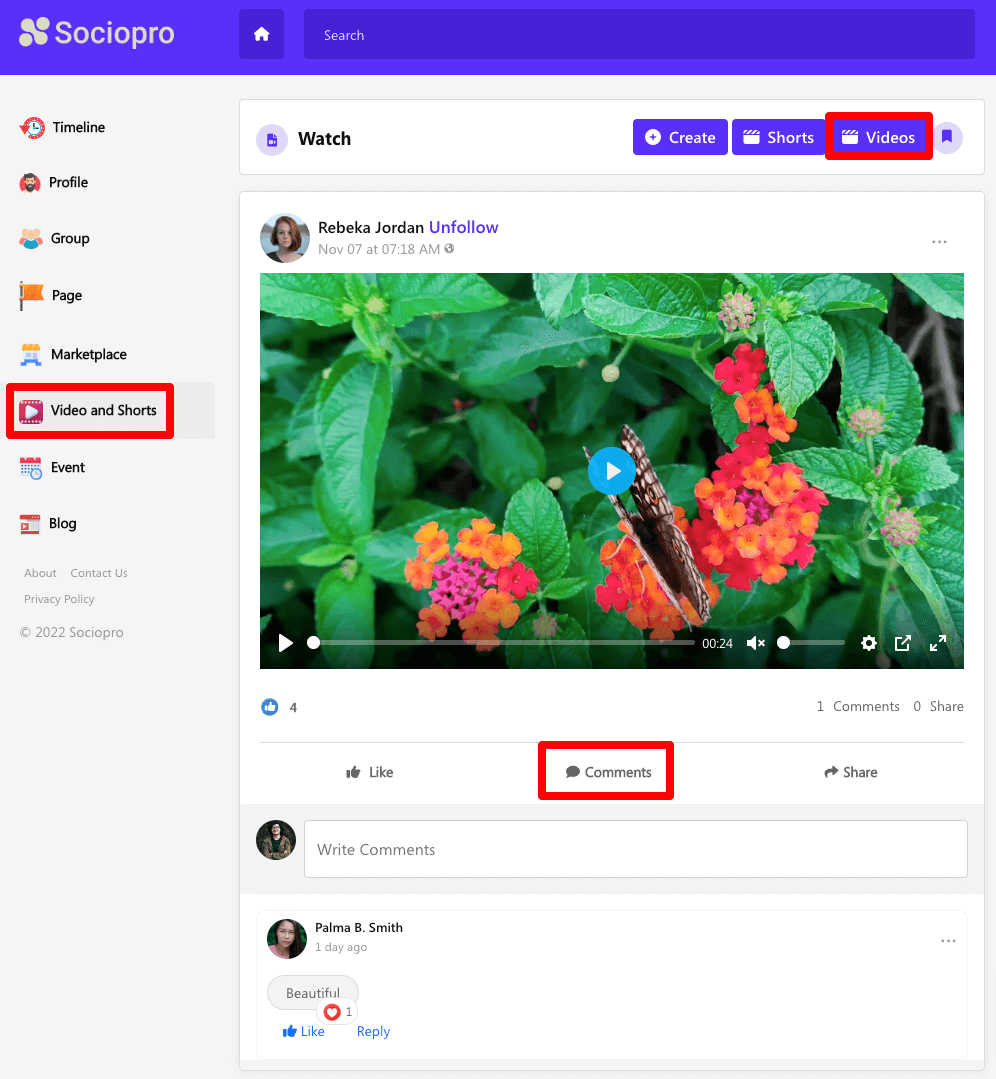 Sociopro
Search
Timeline
Profile
Group
Page
Marketplace
Video and Shorts
Event
Blog
About Contact Us
Privacy Policy
© 2022 Sociopro
Watch
Create Shorts Videos
Rebeka Jordan Unfollow
Nov 07 at 07:18 AM
00:24
4
1 Comments 0 Share
Like Comments Share
Write Comments
Palma B. Smith
1 day ago
Beautiful
1
Like Reply